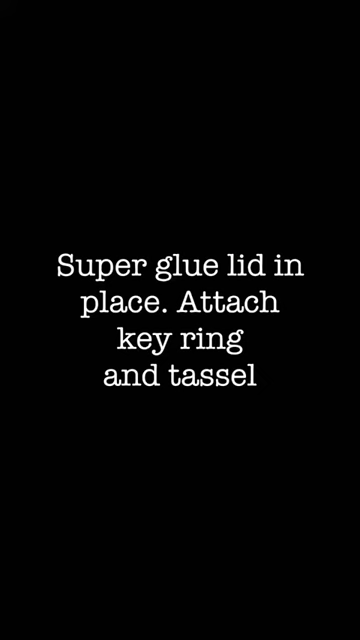 Super glue lid in
place. Attach
key ring
and tassel